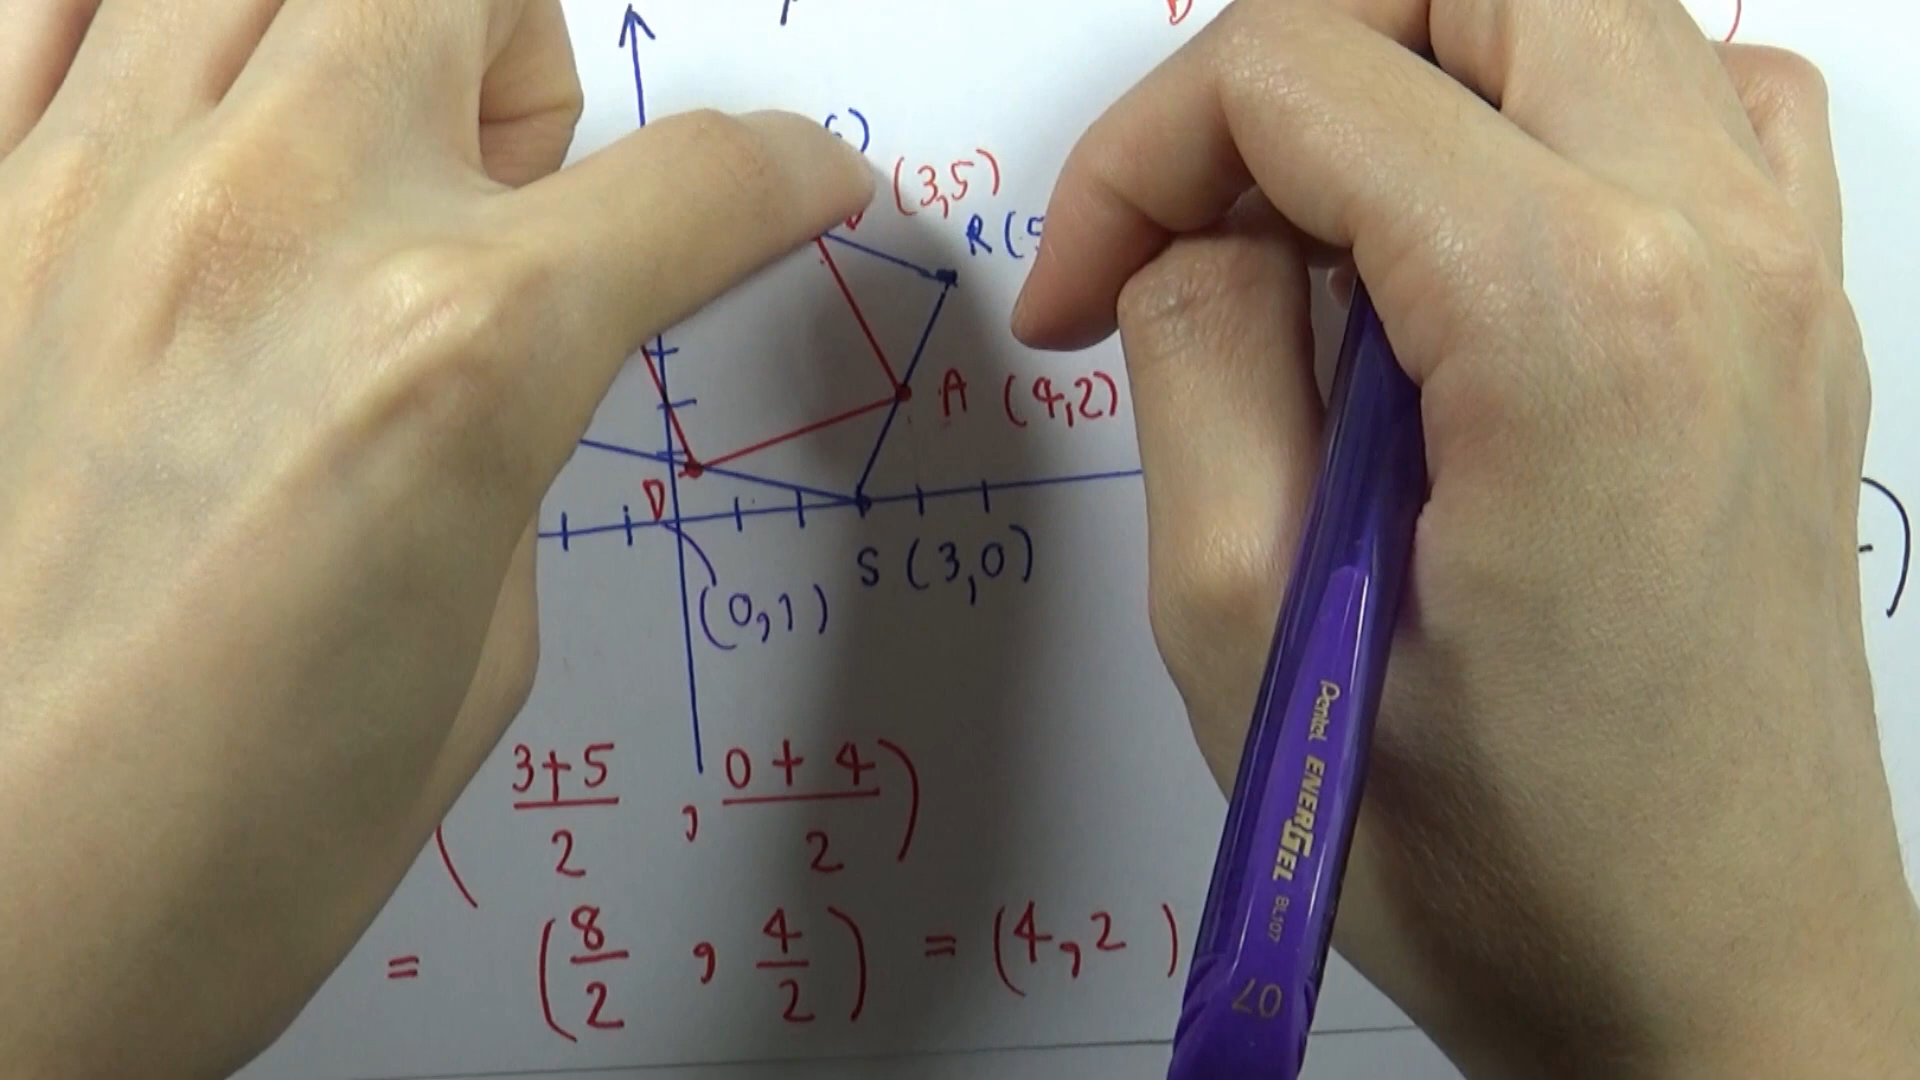 (3,5)
R (5
A (4,2)
D
S (3,0)
(0,1)
( 3+5/2 , 0+4/2 )
= ( 8/2 , 4/2 ) = (4,2)
Pentel ENERGEL BL107
07